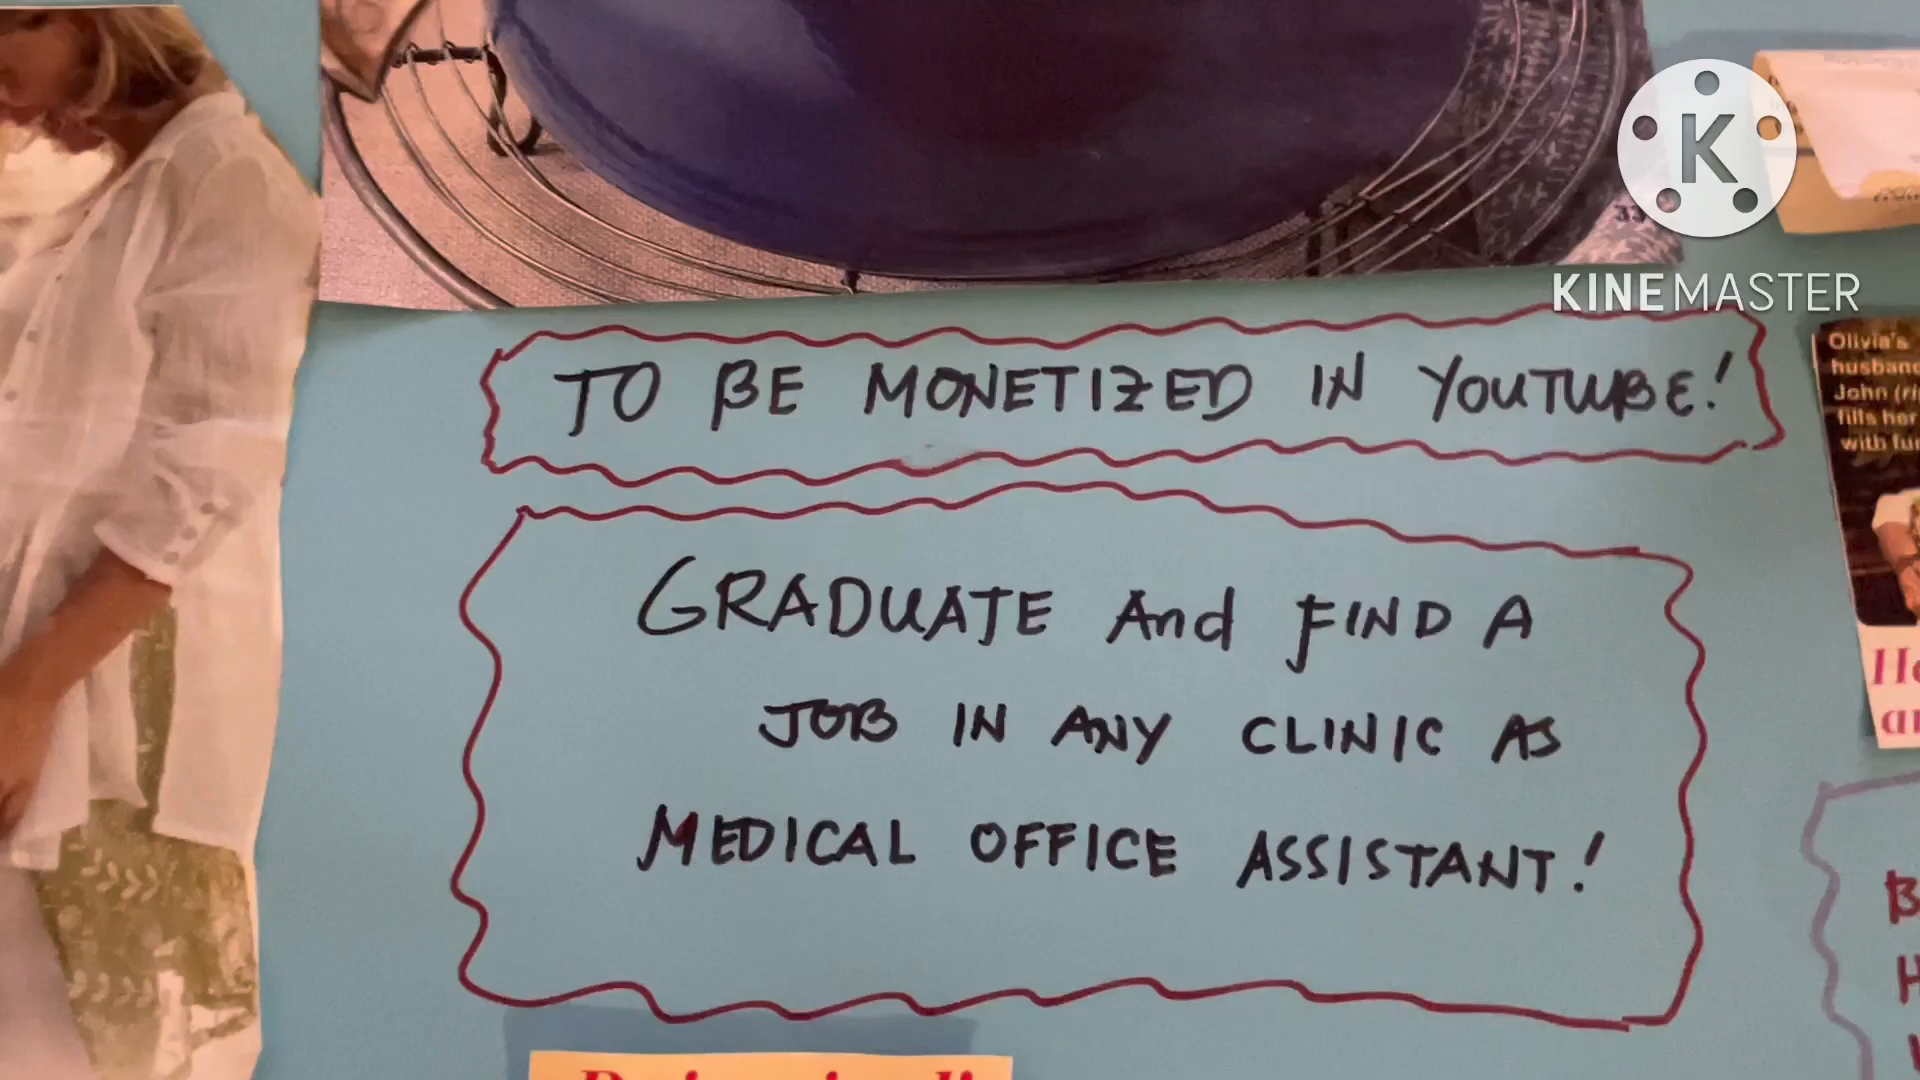 K
KINEMASTER
33
TO BE MONETIZED IN YOUTUBE!
GRADUATE And FIND A
JOB IN ANY CLINIC AS
MEDICAL OFFICE ASSISTANT!
Olivia's
husband
John
fills her
with